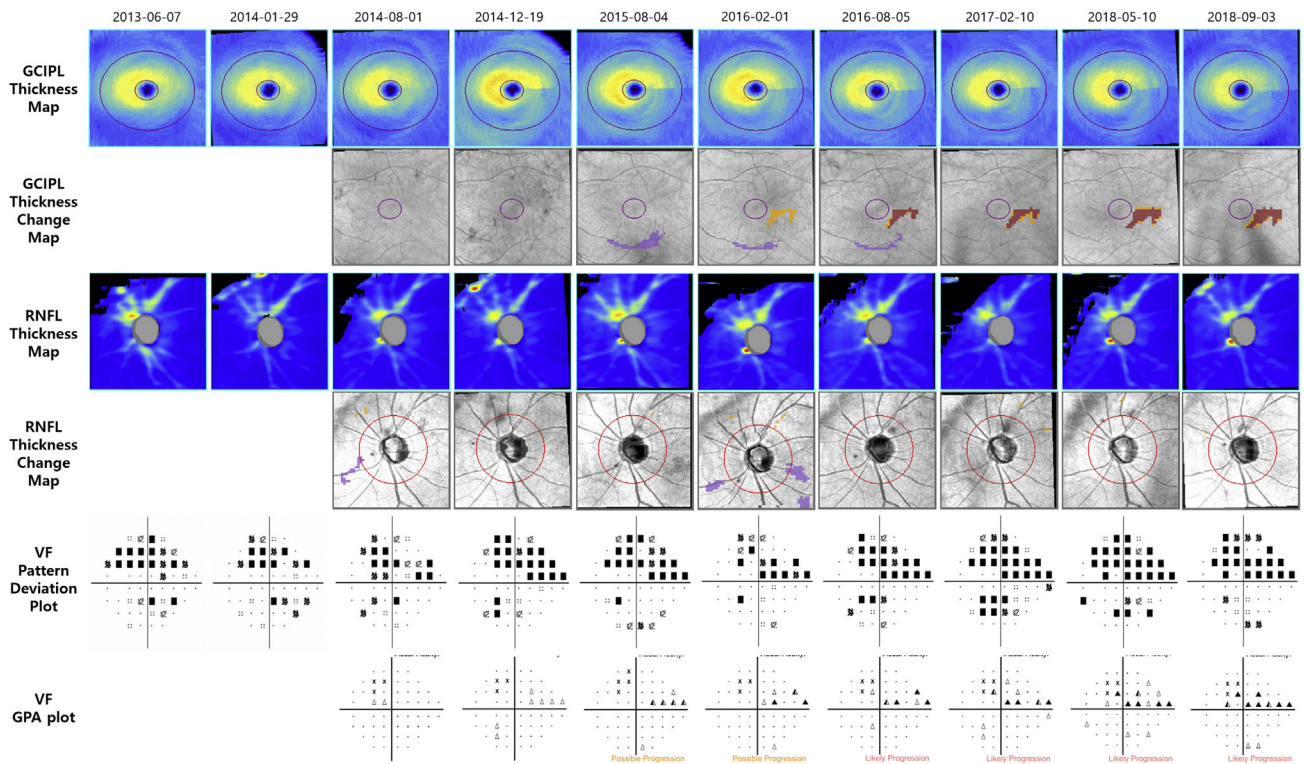 2013-06-07 2014-01-29 2014-08-01 2014-12-19 2015-08-04 2016-02-01 2016-08-05 2017-02-10 2018-05-10 2018-09-03
GCIPL
Thickness
Map
GCIPL
Thickness
Change
Map
RNFL
Thickness
Map
RNFL
Thickness
Change
Map
VF
Pattern
Deviation
Plot
VF
GPA plot
Possible Progression Possible Progression Likely Progression Likely Progression Likely Progression Likely Progression